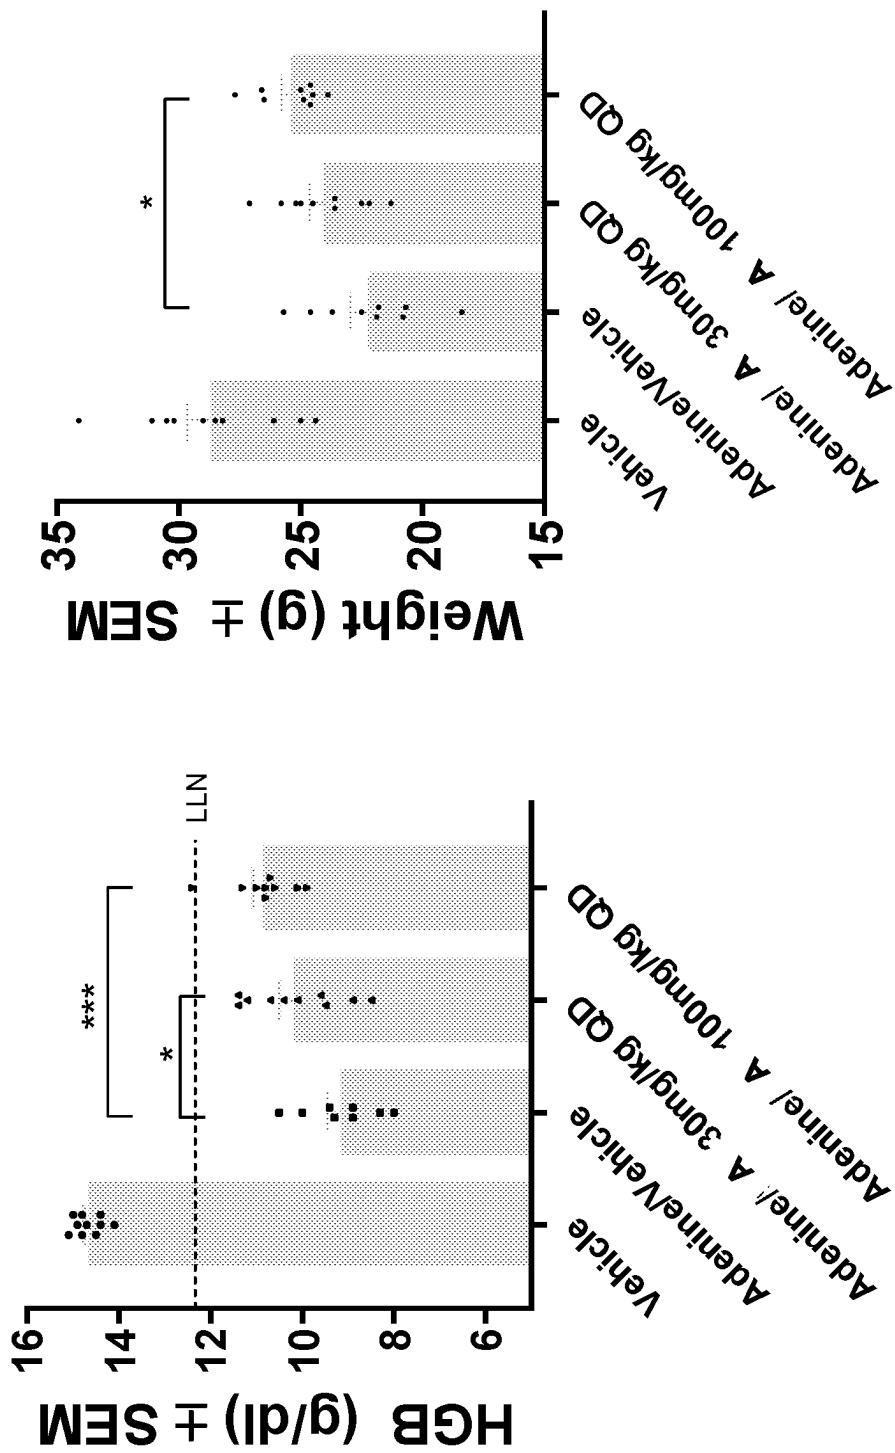 HGB (g/dl) ± SEM
16
14
12
10
8
6
***
*
LLN
Vehicle
Adenine/Vehicle
Adenine/ A 30mg/kg QD
Adenine/ A 100mg/kg QD
Weight (g) ± SEM
35
30
25
20
15
*
Vehicle
Adenine/Vehicle
Adenine/ A 30mg/kg QD
Adenine/ A 100mg/kg QD